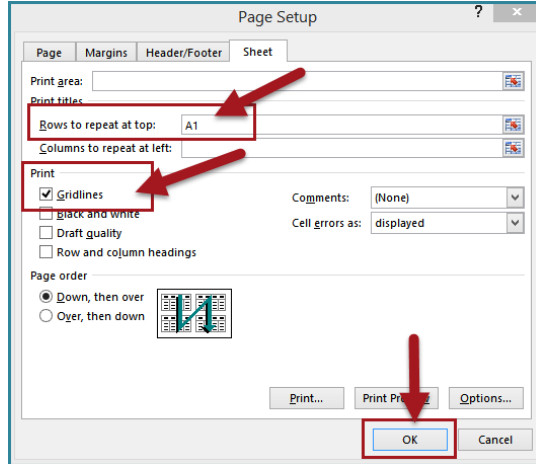 Page Setup ?
Page Margins Header/Footer Sheet
Print area:
Print titles
Rows to repeat at top: A1
Columns to repeat at left:
Print
Gridlines Comments: (None)
Black and white Cell errors as: displayed
Draft quality
Row and column headings
Page order
Down, then over
Over, then down
Print... Print Options...
OK Cancel